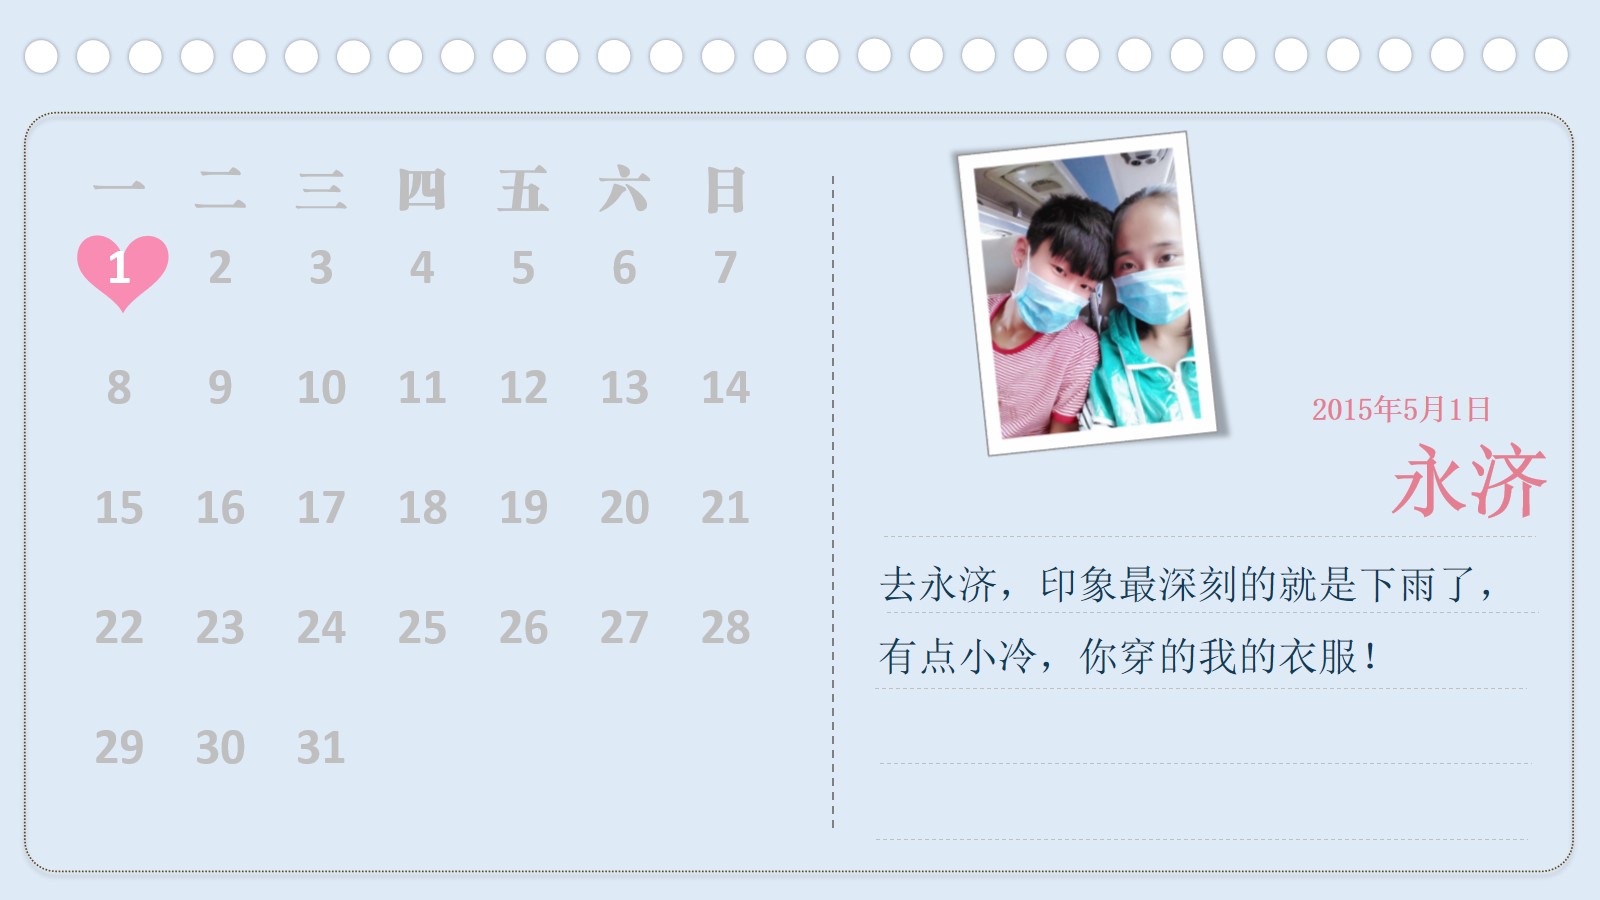 一 二 三 四 五 六 日
1 2 3 4 5 6 7
8 9 10 11 12 13 14
15 16 17 18 19 20 21
22 23 24 25 26 27 28
29 30 31
2015年5月1日
永济
去永济，印象最深刻的就是下雨了，
有点小冷，你穿的我的衣服！